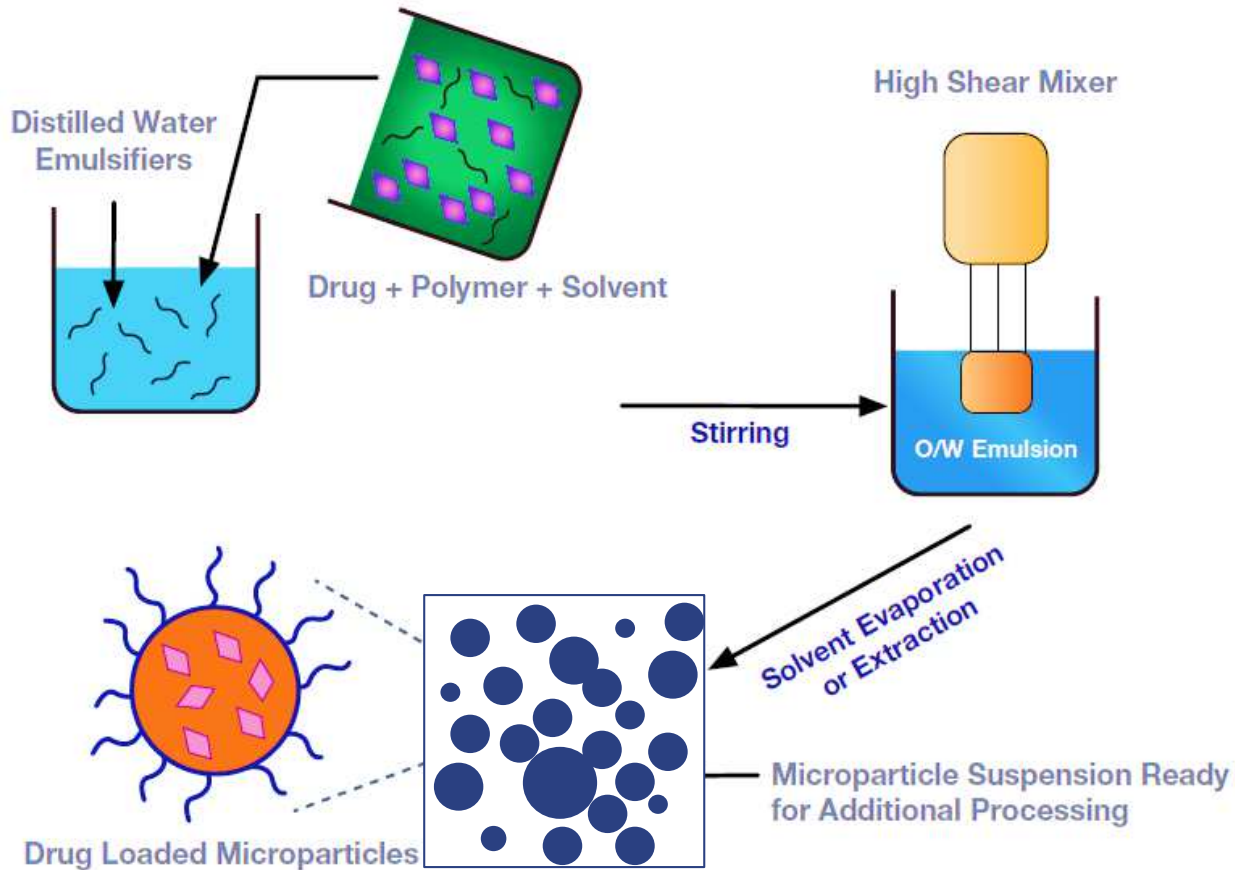 Distilled Water
Emulsifiers
Drug + Polymer + Solvent
High Shear Mixer
Stirring
O/W Emulsion
Solvent Evaporation
or Extraction
Microparticle Suspension Ready
for Additional Processing
Drug Loaded Microparticles